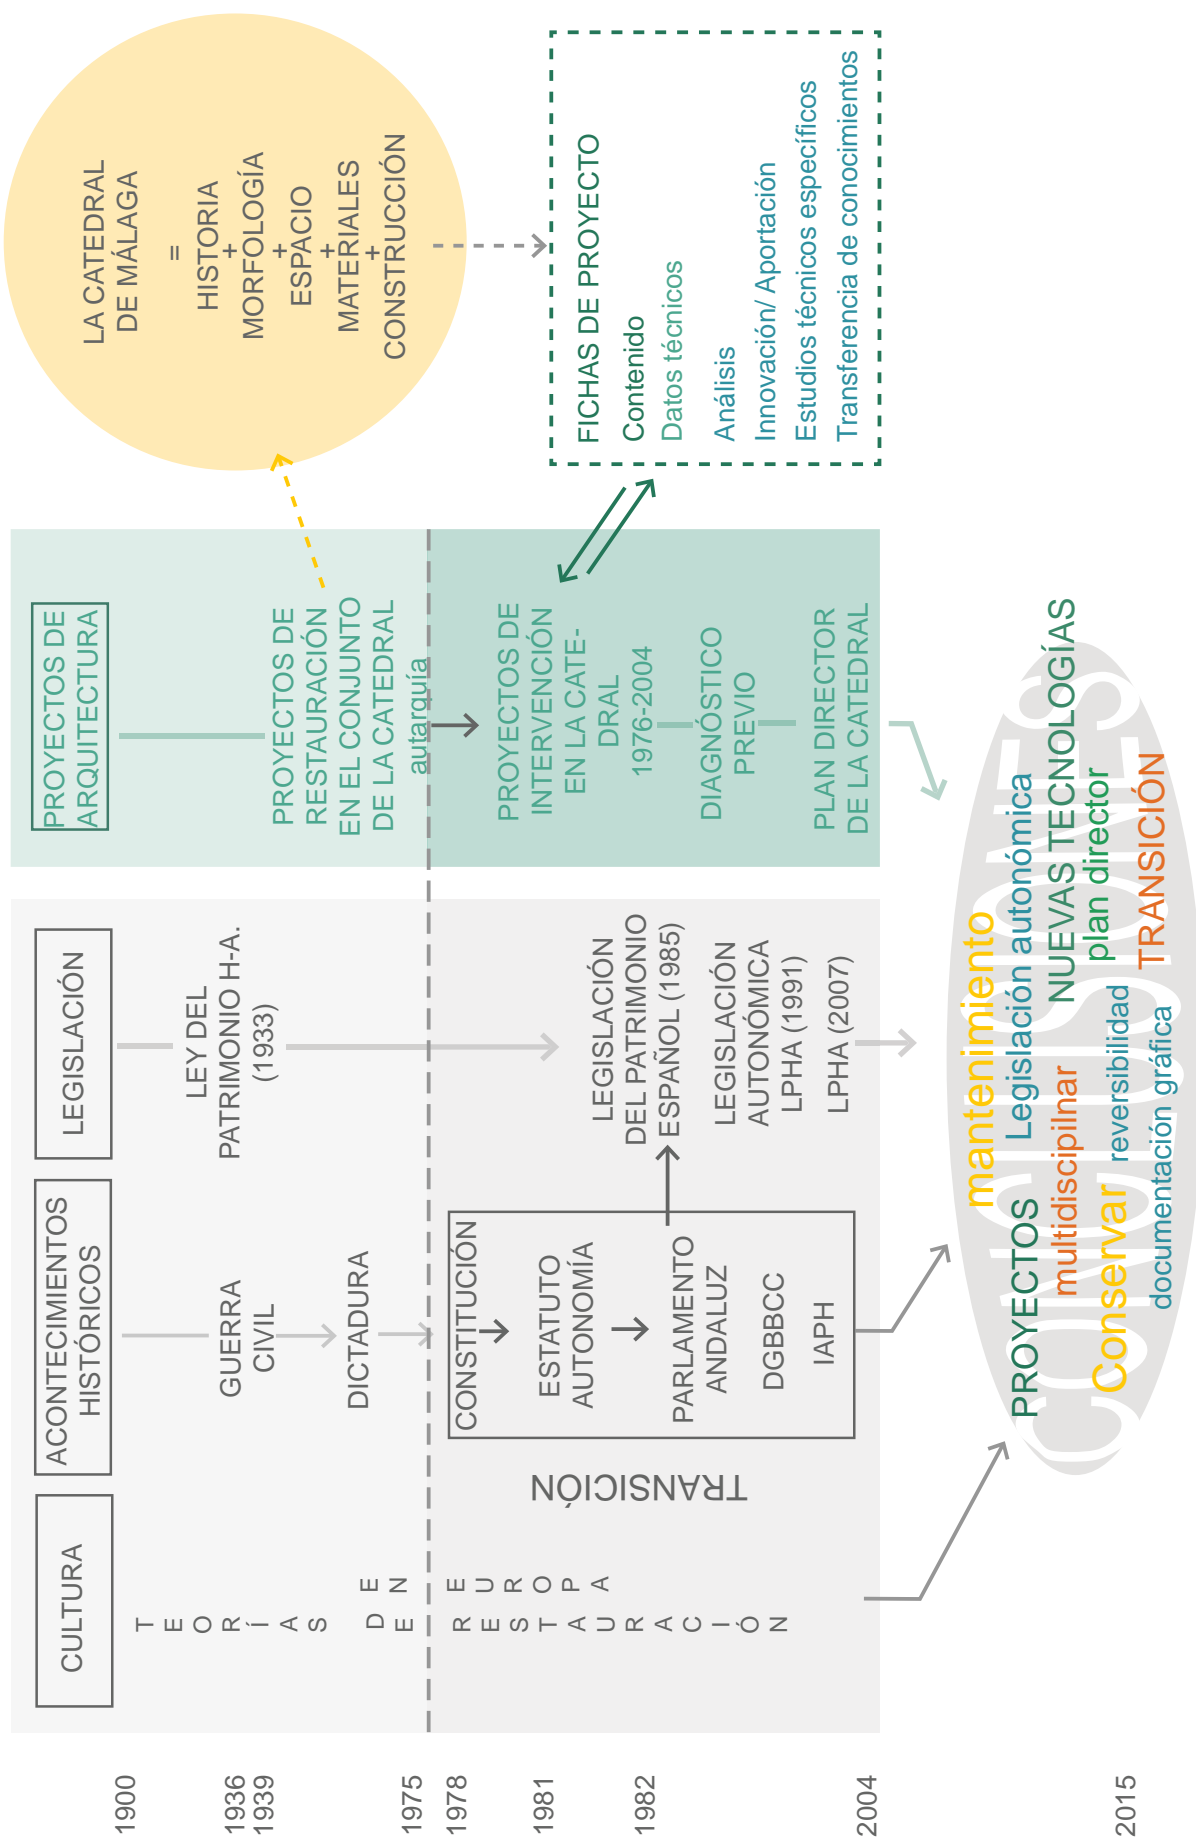 1900
1936
1939
1975
1978
1981
1982
2004
2015
CULTURA
TEORÍAS DE RESTAURACIÓN
EN EUROPA
ACONTECIMIENTOS
HISTÓRICOS
GUERRA
CIVIL
DICTADURA
TRANSICIÓN
CONSTITUCIÓN
ESTATUTO
AUTONOMÍA
PARLAMENTO
ANDALUZ
DGBBCC
IAPH
LEGISLACIÓN
LEY DEL
PATRIMONIO H-A.
(1933)
LEGISLACIÓN
DEL PATRIMONIO
ESPAÑOL (1985)
LEGISLACIÓN
AUTONÓMICA
LPHA (1991)
LPHA (2007)
PROYECTOS DE
ARQUITECTURA
PROYECTOS DE
RESTAURACIÓN
EN EL CONJUNTO
DE LA CATEDRAL
autarquía
PROYECTOS DE
INTERVENCIÓN
EN LA CATE-
DRAL
1976-2004
DIAGNÓSTICO
PREVIO
PLAN DIRECTOR
DE LA CATEDRAL
LA CATEDRAL
DE MÁLAGA
=
HISTORIA
+
MORFOLOGÍA
+
ESPACIO
+
MATERIALES
+
CONSTRUCCIÓN
FICHAS DE PROYECTO
Contenido
Datos técnicos
Análisis
Innovación/ Aportación
Estudios técnicos específicos
Transferencia de conocimientos
CONCLUSIONES
mantenimiento
PROYECTOS
Legislación autonómica
multidiscipilnar
NUEVAS TECNOLOGÍAS
Conservar
reversibilidad
plan director
documentación gráfica
TRANSICIÓN